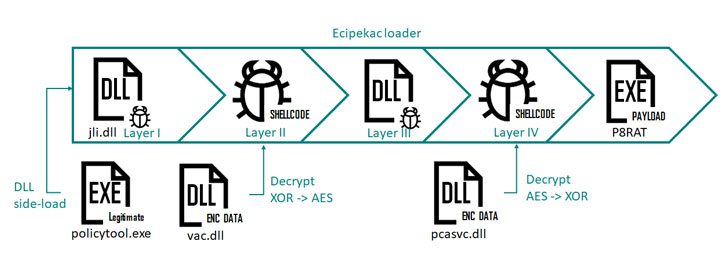 Ecipekac loader
DLL
jli.dll
Layer I
SHELLCODE
Layer II
DLL
Layer III
SHELLCODE
Layer IV
EXE
PAYLOAD
P8RAT
DLL
side-load
EXE
Legitimate
policytool.exe
DLL
ENC DATA
vac.dll
Decrypt
XOR -> AES
DLL
ENC DATA
pcasvc.dll
Decrypt
AES -> XOR